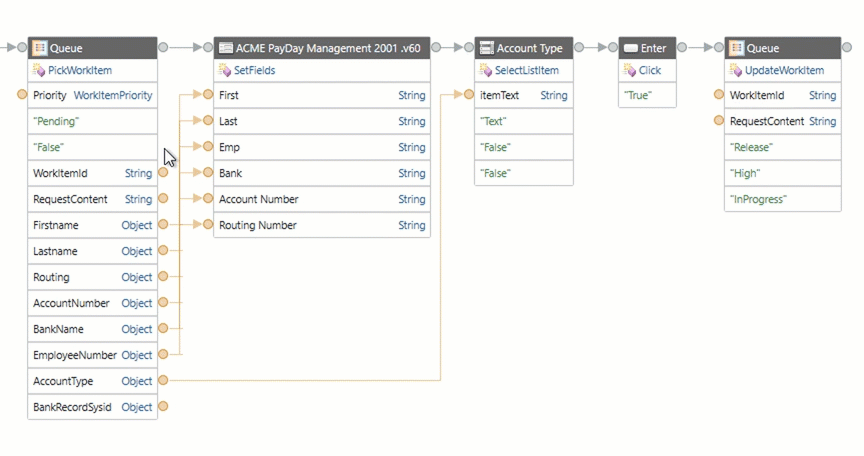 Queue
PickWorkItem
Priority WorkItemPriority
"Pending"
"False"
WorkItemId String
RequestContent String
Firstname Object
Lastname Object
Routing Object
AccountNumber Object
BankName Object
EmployeeNumber Object
AccountType Object
BankRecordSysid Object
ACME PayDay Management 2001 .v60
SetFields
First String
Last String
Emp String
Bank String
Account Number String
Routing Number String
Account Type
SelectListItem
itemText String
"Text"
"False"
"False"
Enter
Click
"True"
Queue
UpdateWorkItem
WorkItemId String
RequestContent String
"Release"
"High"
"InProgress"